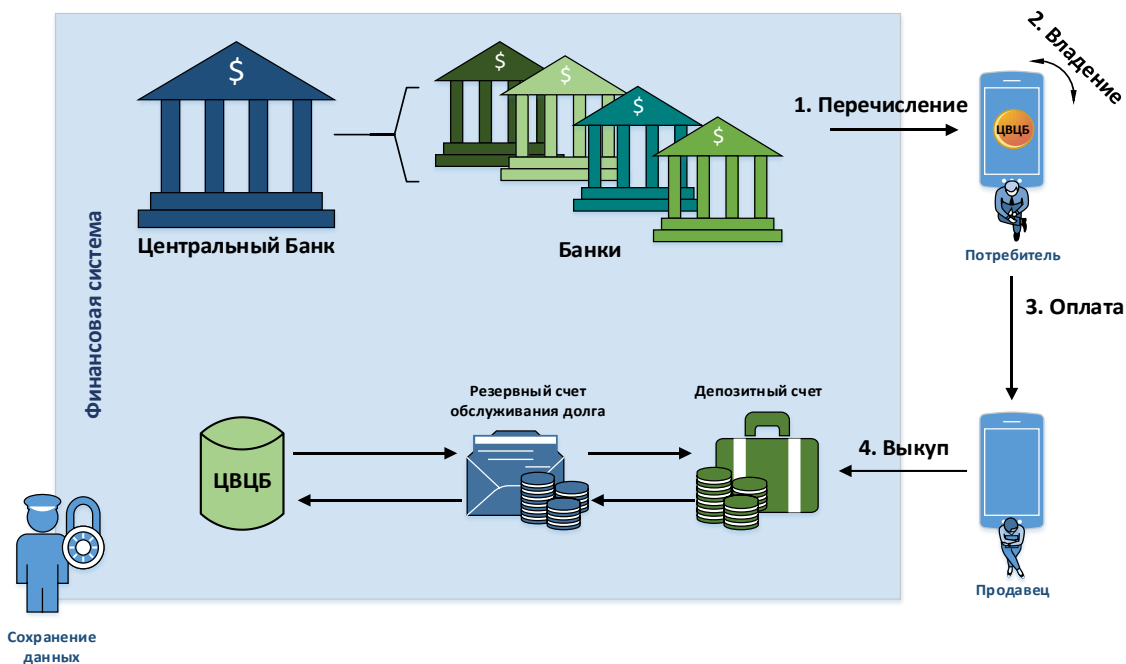 2. Владение
$
$
$
$
$
1. Перечисление
ЦВЦБ
Центральный Банк
Банки
Потребитель
Финансовая система
3. Оплата
Резервный счет
обслуживания долга
Депозитный счет
4. Выкуп
ЦВЦБ
Продавец
Сохранение
данных